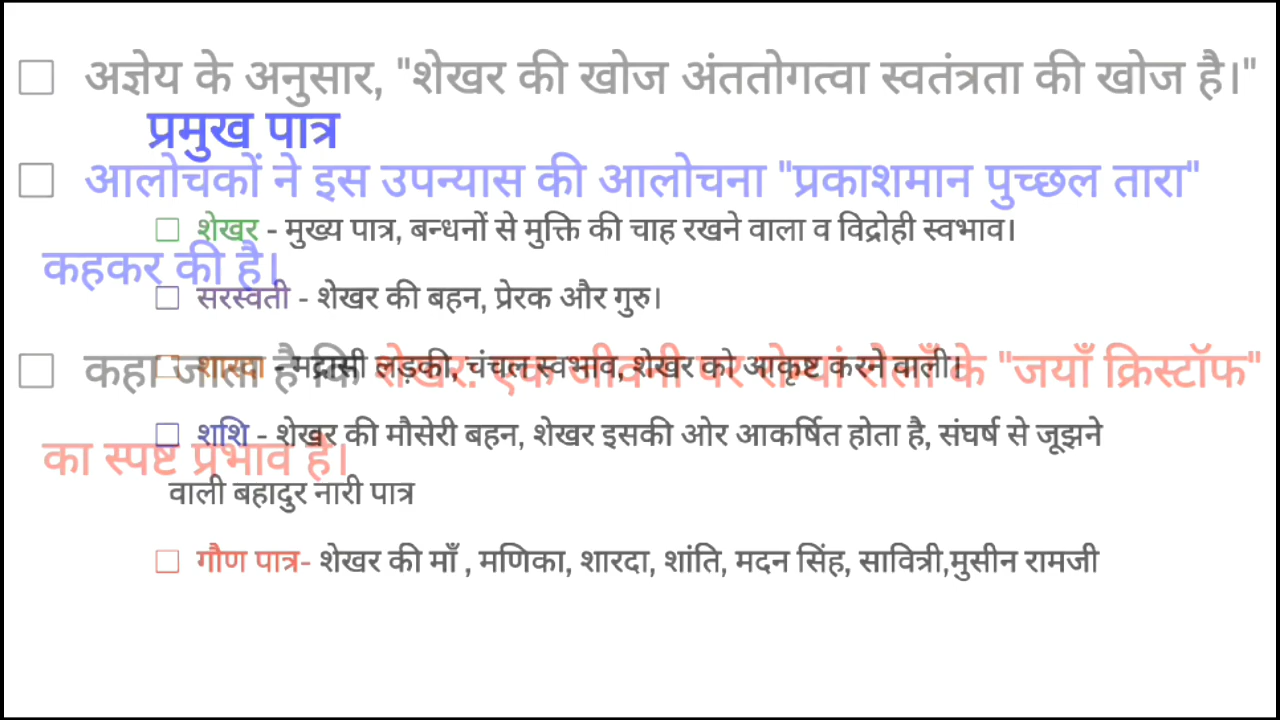 अज्ञेय के अनुसार, "शेखर की खोज अंततोगत्वा स्वतंत्रता की खोज है।"
प्रमुख पात्र
आलोचकों ने इस उपन्यास की आलोचना "प्रकाशमान पुच्छल तारा"
शेखर - मुख्य पात्र, बन्धनों से मुक्ति की चाह रखने वाला व विद्रोही स्वभाव।
कहकर की है।
सरस्वती - शेखर की बहन, प्रेरक और गुरु।
कहा जाता है कि शेखर: एक जीवनी पर रोम्यां रोलाँ के "जयाँ क्रिस्टॉफ"
शारदा - मद्रासी लड़की, चंचल स्वभाव, शेखर को आकृष्ट करने वाली।
शशि - शेखर की मौसेरी बहन, शेखर इसकी ओर आकर्षित होता है, संघर्ष से जूझने
का स्पष्ट प्रभाव है।
वाली बहादुर नारी पात्र
गौण पात्र- शेखर की माँ , मणिका, शारदा, शांति, मदन सिंह, सावित्री,मुसीन रामजी